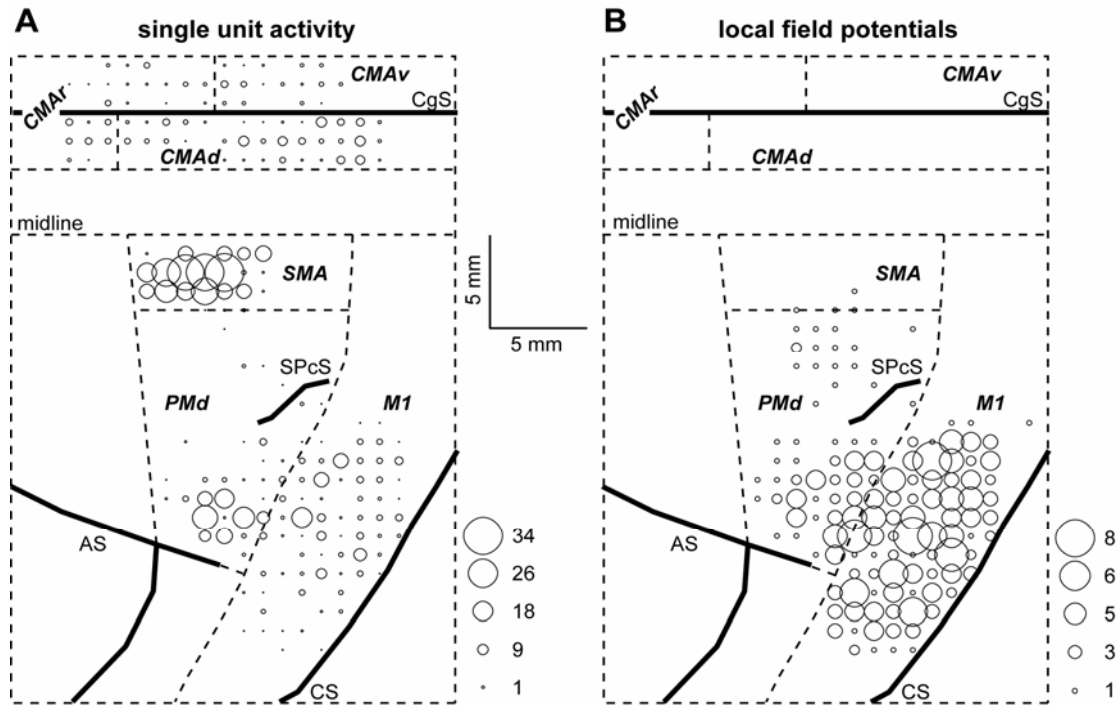 A
single unit activity
CMAv
CgS
CMAr
CMAd
midline
SMA
SPcS
PMd
M1
AS
CS
34
26
18
9
1
5 mm
5 mm
B
local field potentials
CMAv
CgS
CMAr
CMAd
midline
SMA
SPcS
PMd
M1
AS
CS
8
6
5
3
1